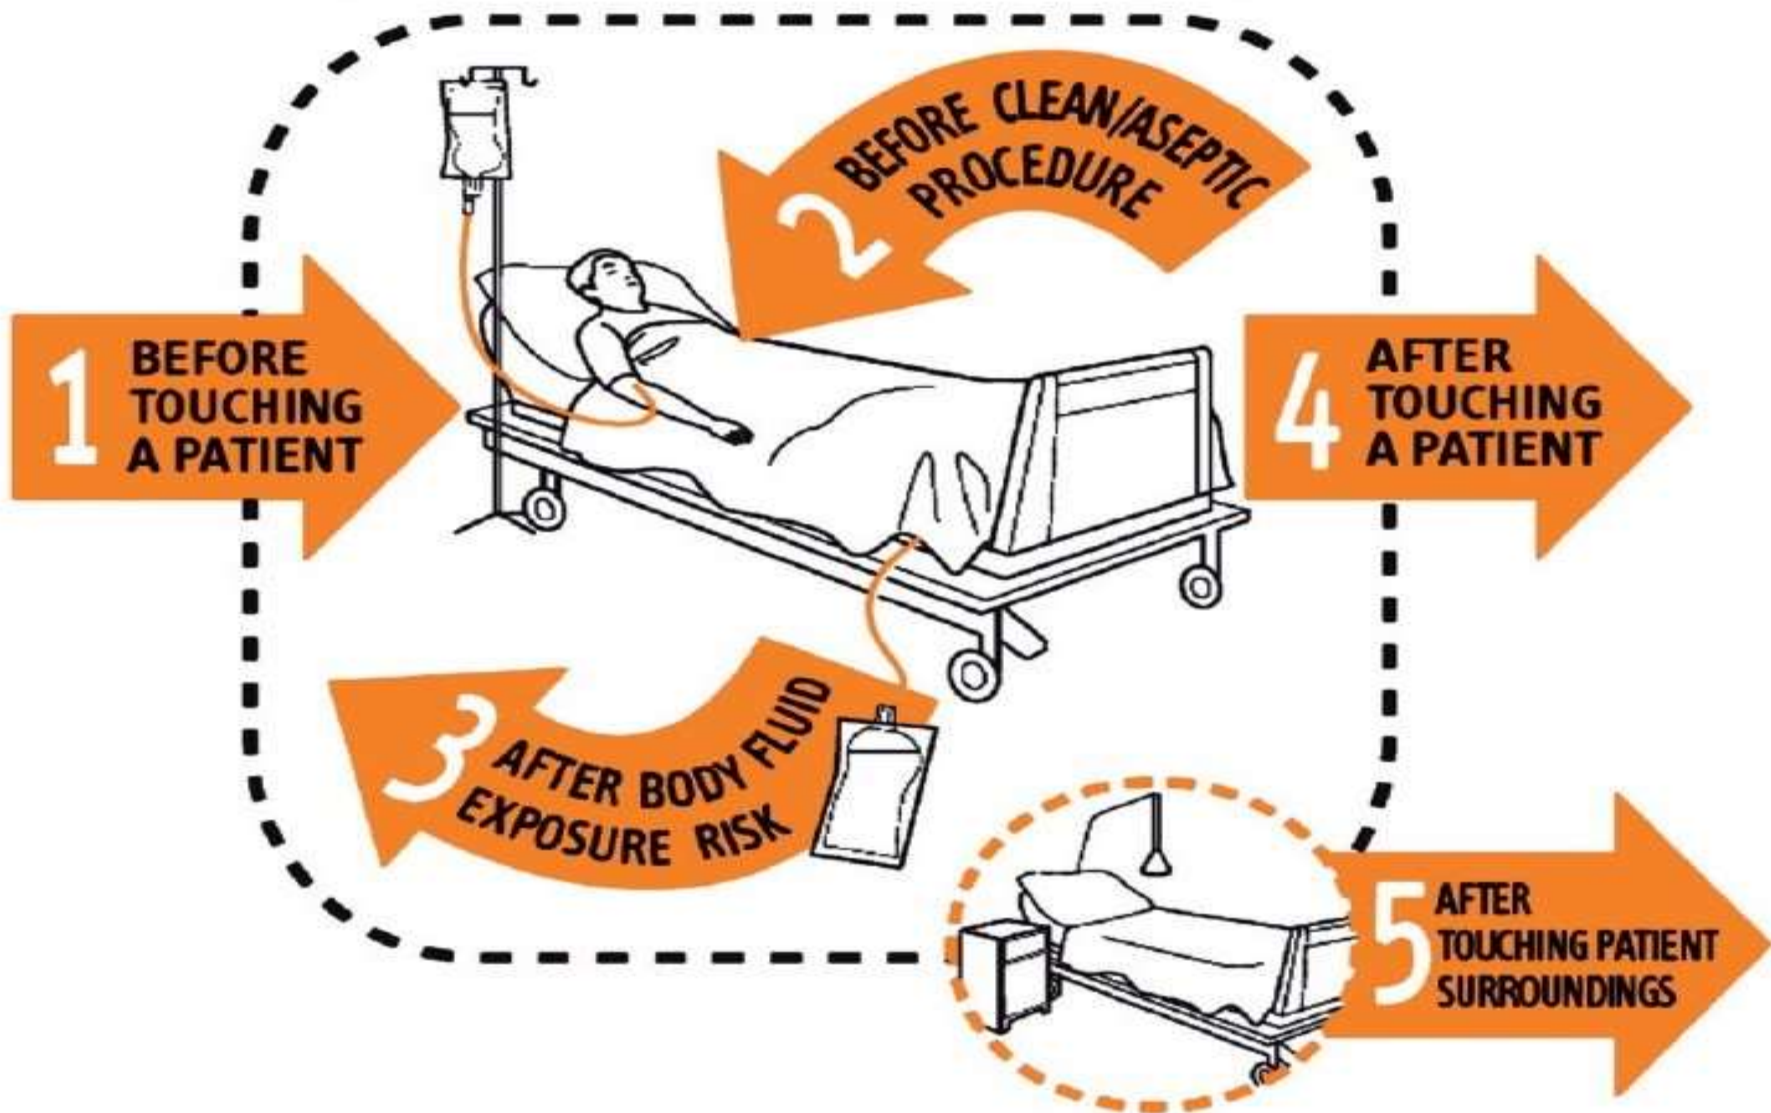 1 BEFORE
TOUCHING
A PATIENT
2 BEFORE CLEAN/ASEPTIC
PROCEDURE
3 AFTER BODY FLUID
EXPOSURE RISK
4 AFTER
TOUCHING
A PATIENT
5 AFTER
TOUCHING PATIENT
SURROUNDINGS